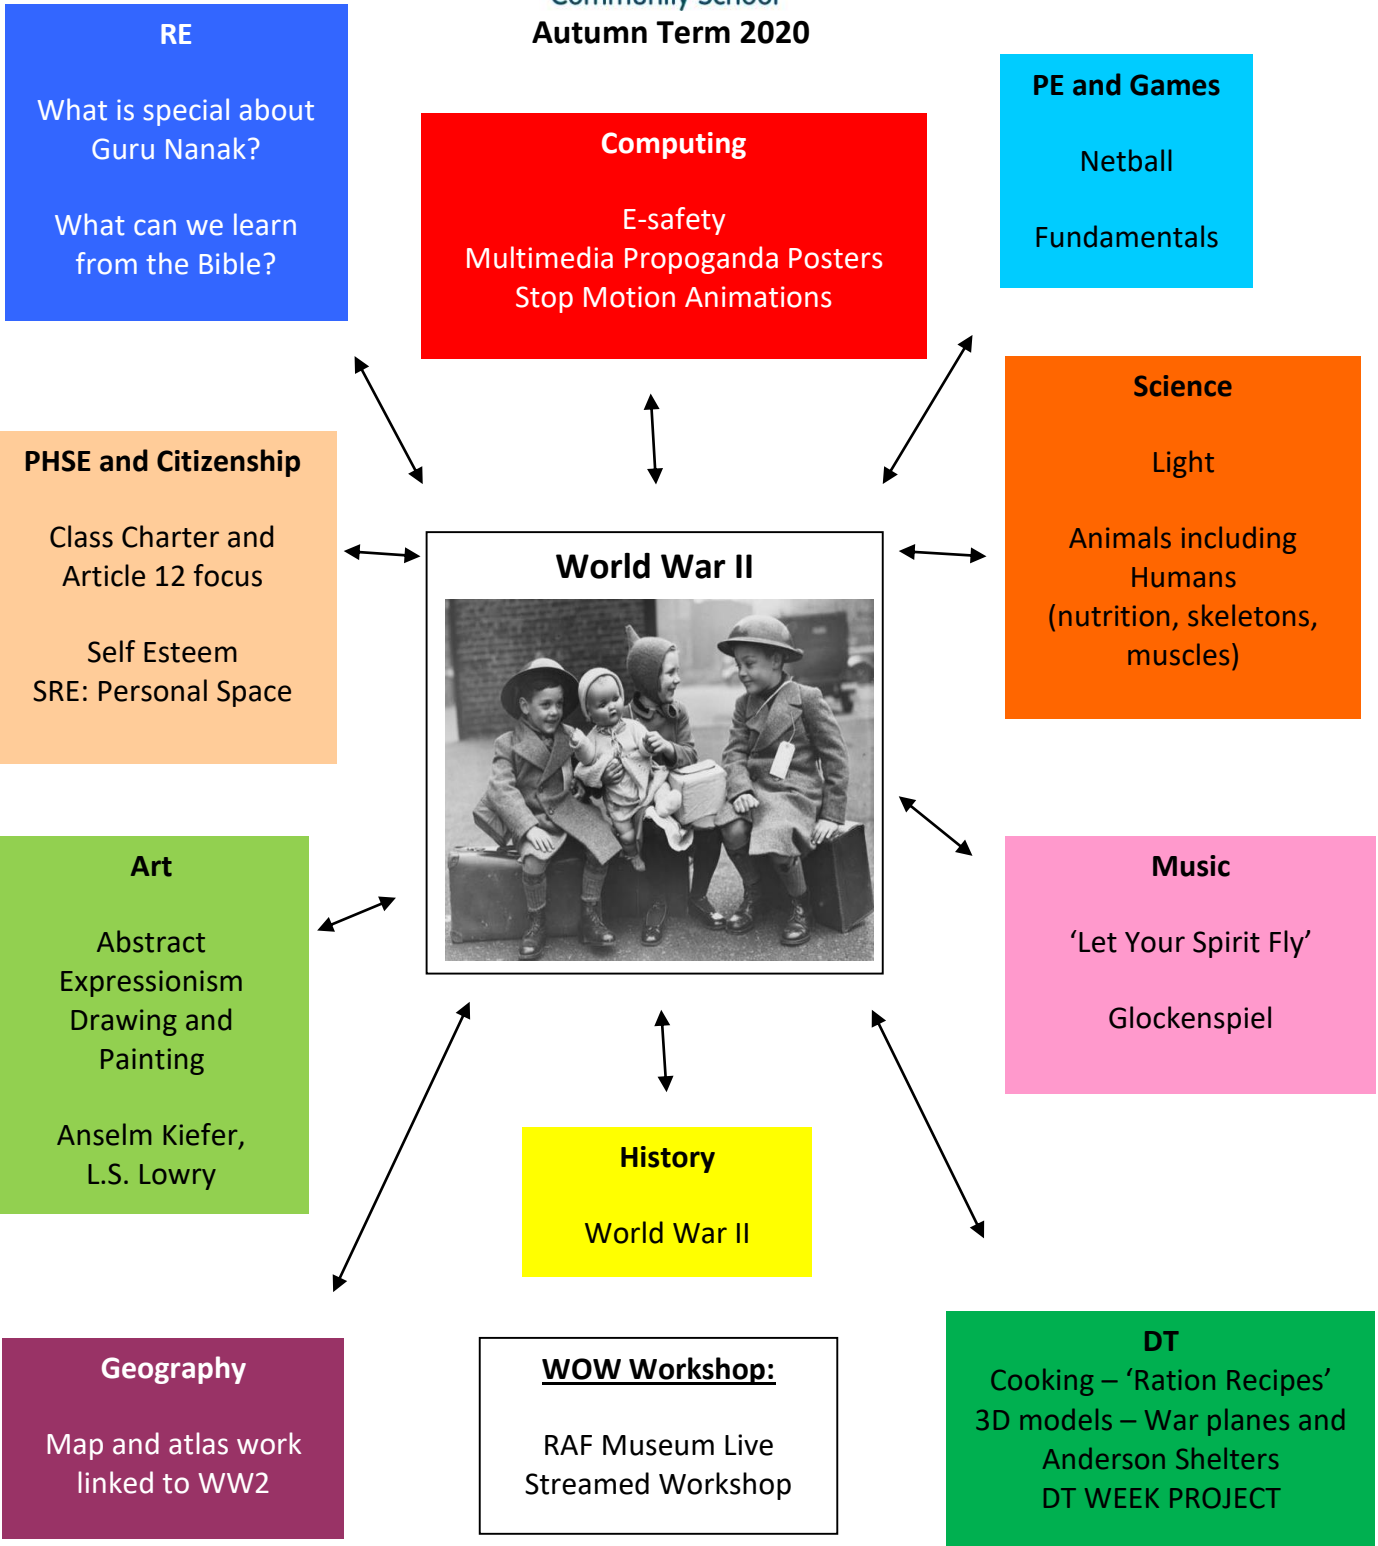 Community School
Autumn Term 2020
RE
What is special about
Guru Nanak?
What can we learn
from the Bible?
Computing
E-safety
Multimedia Propoganda Posters
Stop Motion Animations
PE and Games
Netball
Fundamentals
PHSE and Citizenship
Class Charter and
Article 12 focus
Self Esteem
SRE: Personal Space
World War II
Science
Light
Animals including
Humans
(nutrition, skeletons,
muscles)
Art
Abstract
Expressionism
Drawing and
Painting
Anselm Kiefer,
L.S. Lowry
Music
‘Let Your Spirit Fly’
Glockenspiel
History
World War II
Geography
Map and atlas work
linked to WW2
WOW Workshop:
RAF Museum Live
Streamed Workshop
DT
Cooking – ‘Ration Recipes’
3D models – War planes and
Anderson Shelters
DT WEEK PROJECT